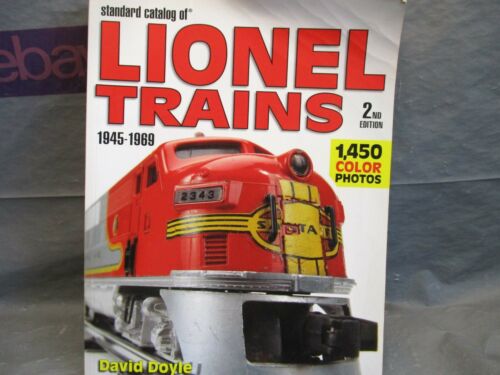 ebay
standard catalog of®
LIONEL
TRAINS
1945-1969
2ND
EDITION
1,450
COLOR
PHOTOS
2343
SANTA FE
David Doyle